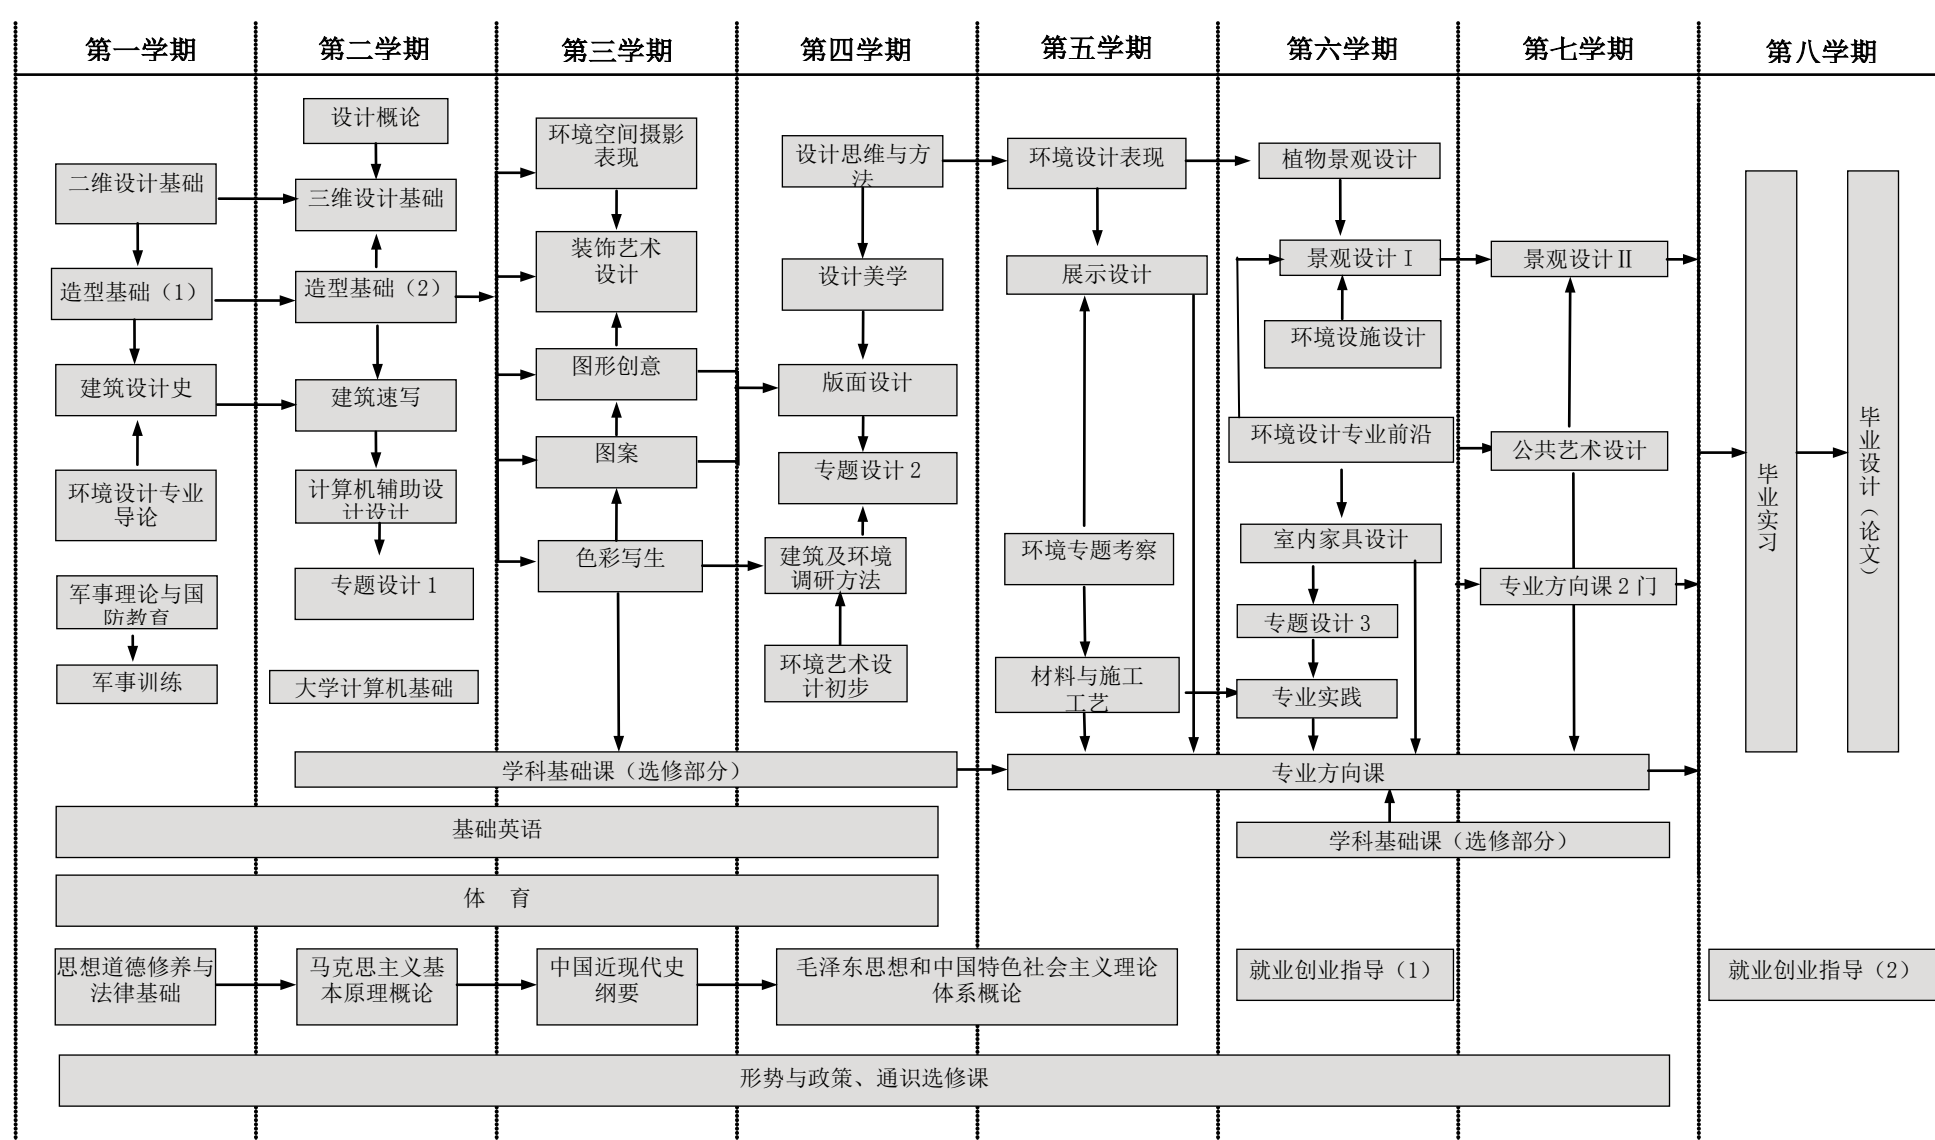 第一学期
第二学期
第三学期
第四学期
第五学期
第六学期
第七学期
第八学期
二维设计基础
造型基础（1）
建筑设计史
环境设计专业
导论
军事理论与国
防教育
军事训练
设计概论
三维设计基础
造型基础（2）
建筑速写
计算机辅助设
计设计
专题设计 1
大学计算机基础
环境空间摄影
表现
装饰艺术
设计
图形创意
图案
色彩写生
设计思维与方
法
设计美学
版面设计
专题设计 2
建筑及环境
调研方法
环境艺术设
计初步
环境设计表现
展示设计
环境专题考察
材料与施工
工艺
植物景观设计
景观设计 I
环境设施设计
环境设计专业前沿
室内家具设计
专题设计 3
专业实践
景观设计 II
公共艺术设计
专业方向课 2 门
毕业实习
毕业设计（论文）
学科基础课（选修部分）
专业方向课
学科基础课（选修部分）
基础英语
体 育
思想道德修养与
法律基础
马克思主义基
本原理概论
中国近现代史
纲要
毛泽东思想和中国特色社会主义理论
体系概论
就业创业指导（1）
就业创业指导（2）
形势与政策、通识选修课